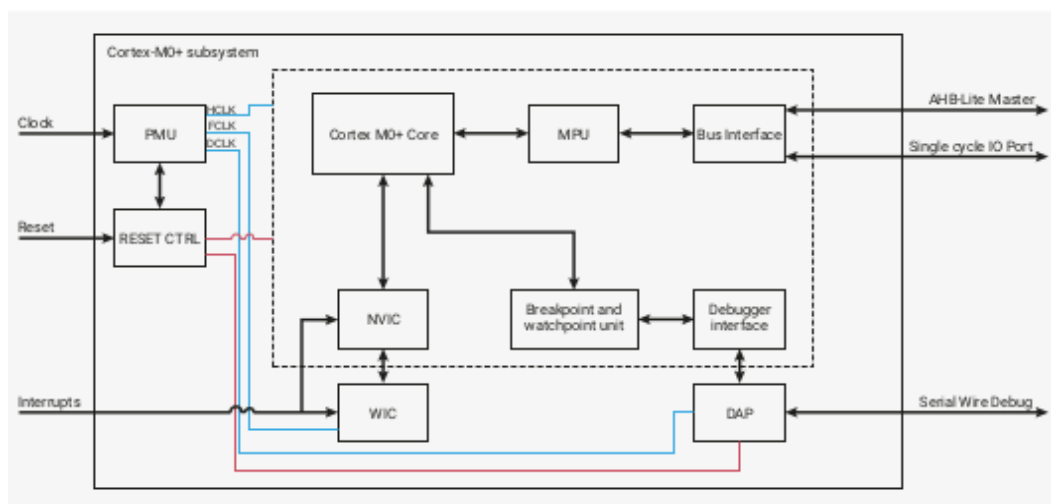 Cortex-M0+ subsystem
AHB-Lite Master
HCLK
Clock
PMU
FCLK
Cortex M0+ Core
MPU
Bus Interface
DCLK
Single cycle IO Port
Reset
RESET CTRL
NVIC
Breakpoint and
watchpoint unit
Debugger
interface
Interrupts
WIC
DAP
Serial Wire Debug